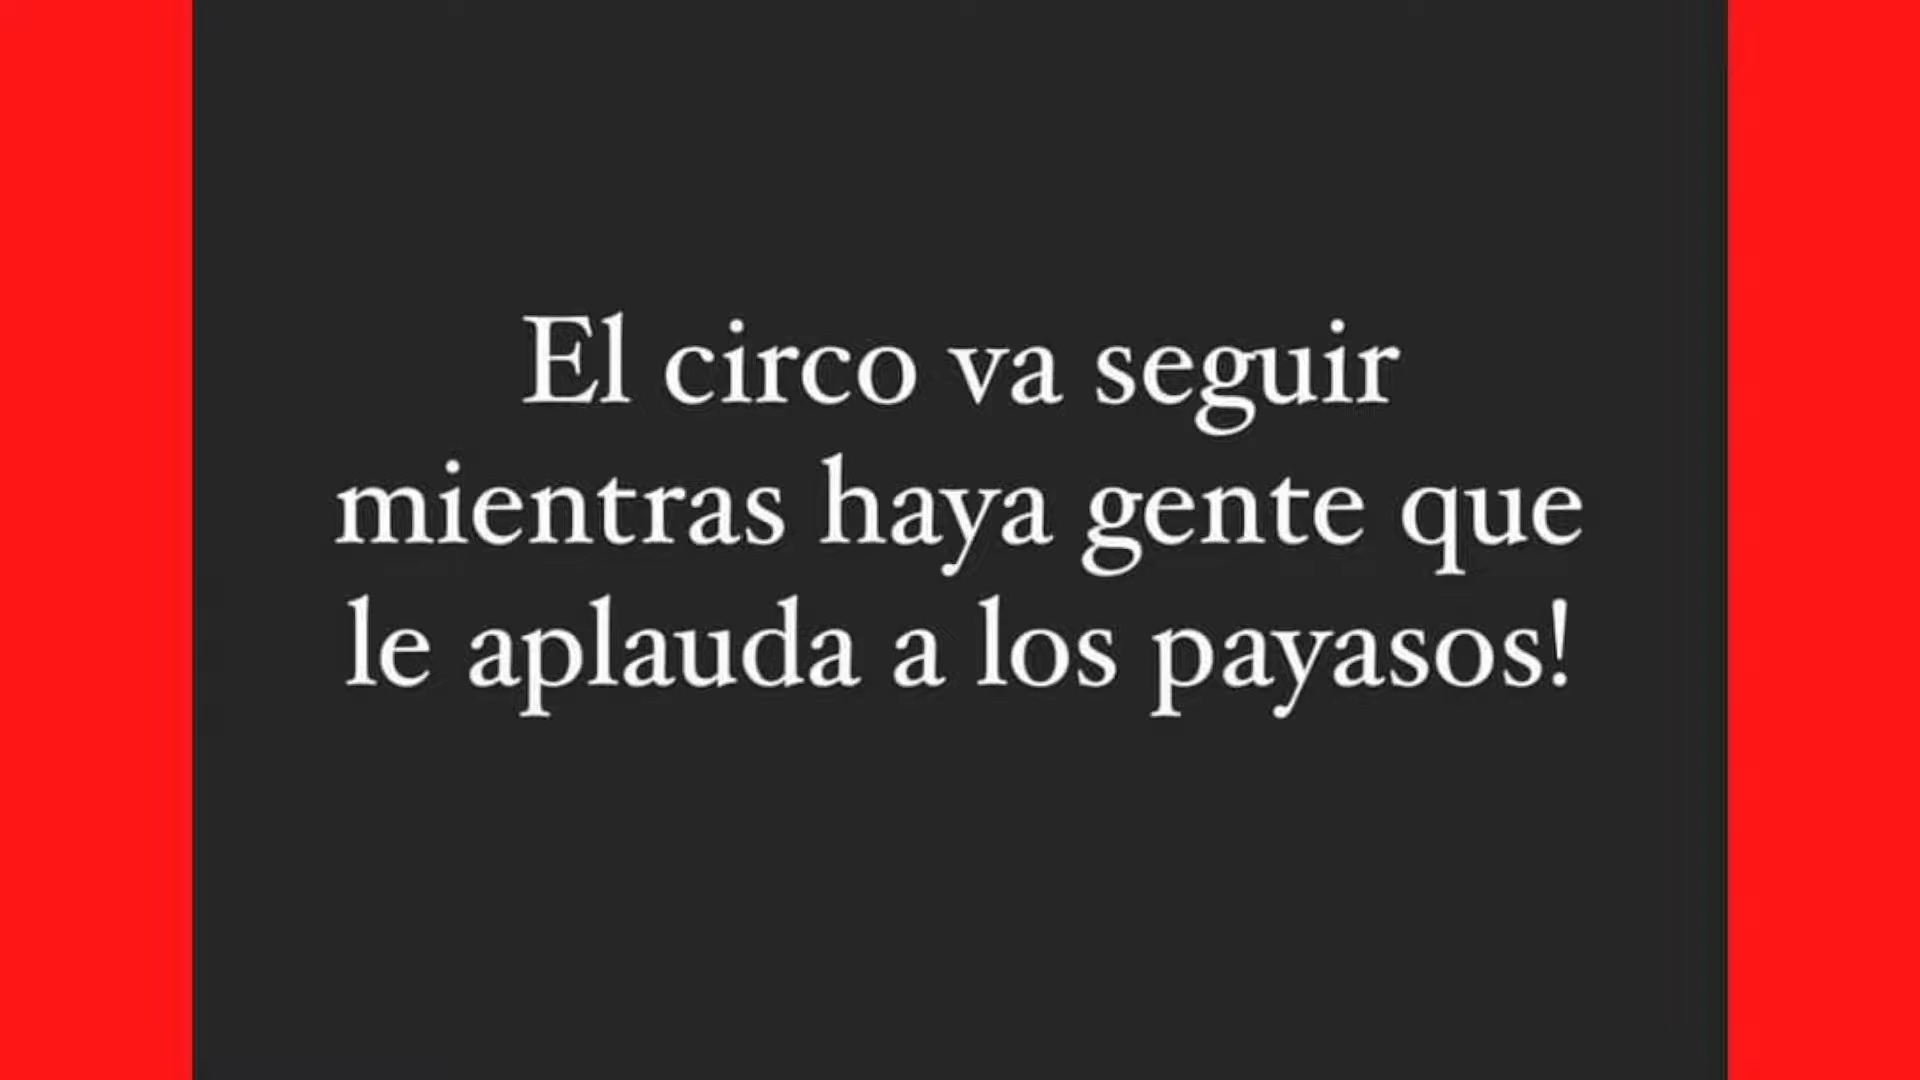 El circo va seguir
mientras haya gente que
le aplauda a los payasos!